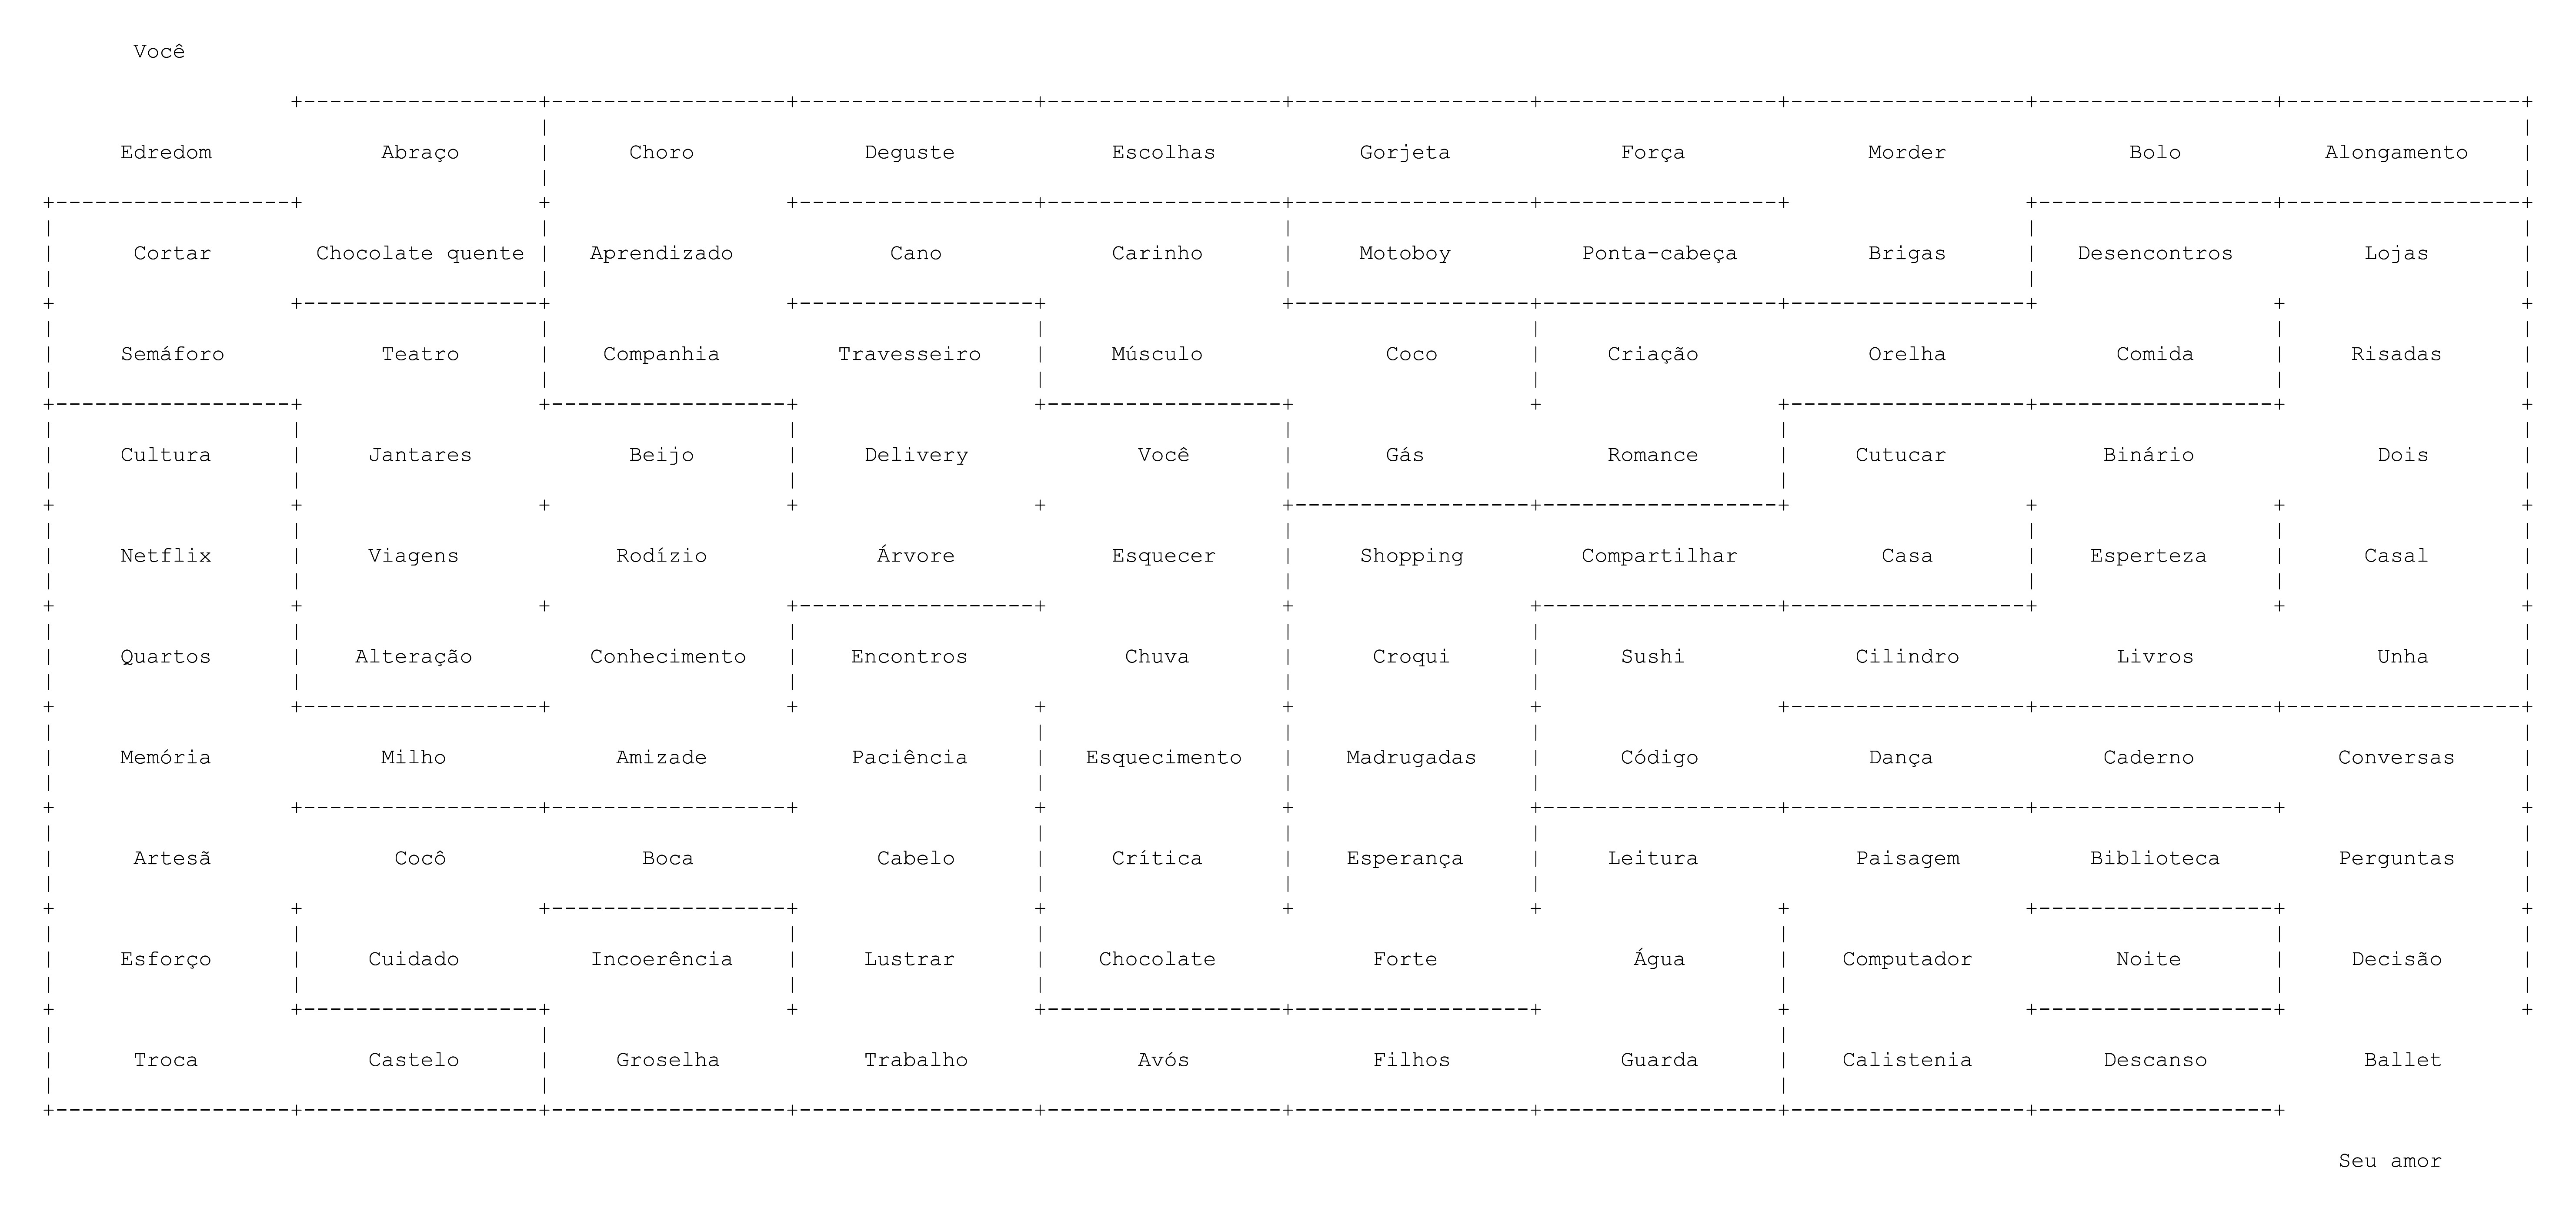 Você
Edredom Abraço Choro Deguste Escolhas Gorjeta Força Morder Bolo Alongamento
Cortar Chocolate quente Aprendizado Cano Carinho Motoboy Ponta-cabeça Brigas Desencontros Lojas
Semáforo Teatro Companhia Travesseiro Músculo Coco Criação Orelha Comida Risadas
Cultura Jantares Beijo Delivery Você Gás Romance Cutucar Binário Dois
Netflix Viagens Rodízio Árvore Esquecer Shopping Compartilhar Casa Esperteza Casal
Quartos Alteração Conhecimento Encontros Chuva Croqui Sushi Cilindro Livros Unha
Memória Milho Amizade Paciência Esquecimento Madrugadas Código Dança Caderno Conversas
Artesã Cocô Boca Cabelo Crítica Esperança Leitura Paisagem Biblioteca Perguntas
Esforço Cuidado Incoerência Lustrar Chocolate Forte Água Computador Noite Decisão
Troca Castelo Groselha Trabalho Avós Filhos Guarda Calistenia Descanso Ballet
Seu amor